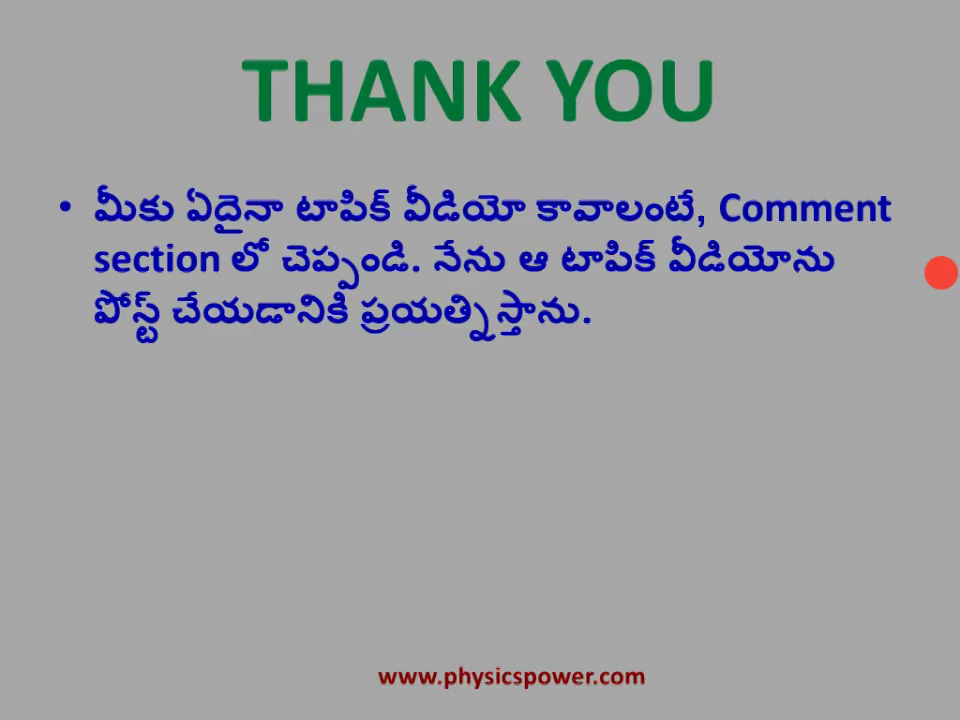 THANK YOU
• మీకు ఏదైనా టాపిక్ వీడియో కావాలంటే, Comment
section లో చెప్పండి. నేను ఆ టాపిక్ వీడియోను
పోస్ట్ చేయడానికి ప్రయత్నిస్తాను.
www.physicspower.com